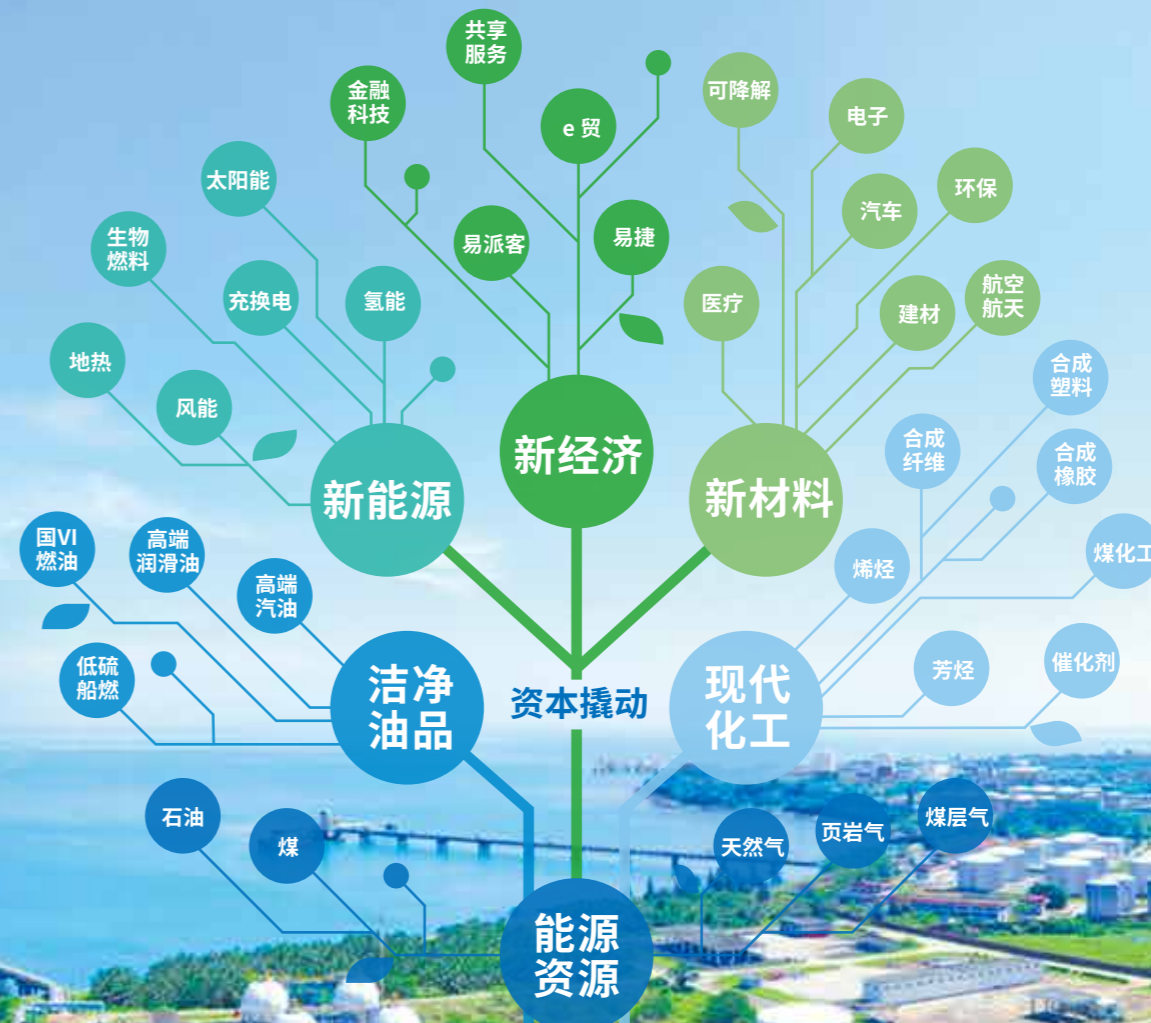 共享
服务
金融
科技
e 贸
可降解
电子
太阳能
环保
汽车
生物
燃料
易派客
易捷
充换电
氢能
医疗
建材
航空
航天
地热
风能
合成
塑料
新经济
合成
纤维
合成
橡胶
新能源
新材料
国VI
燃油
高端
润滑油
高端
汽油
烯烃
煤化工
低硫
船燃
洁净
油品
资本撬动
现代
化工
芳烃
催化剂
石油
煤
天然气
页岩气
煤层气
能源
资源